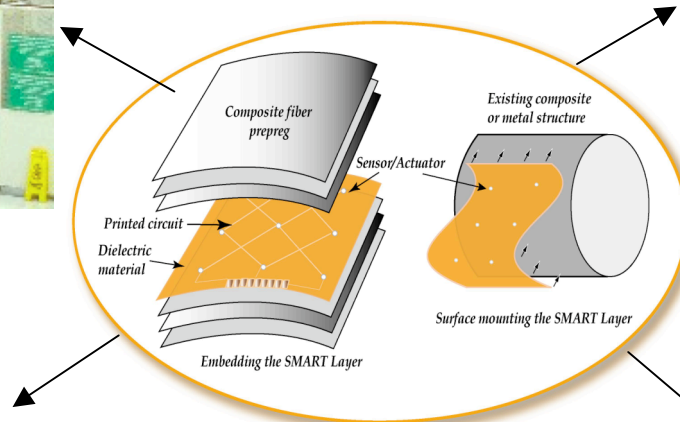 Composite fiber
prepreg
Existing composite
or metal structure
Sensor/Actuator
Printed circuit
Dielectric
material
Embedding the SMART Layer
Surface mounting the SMART Layer